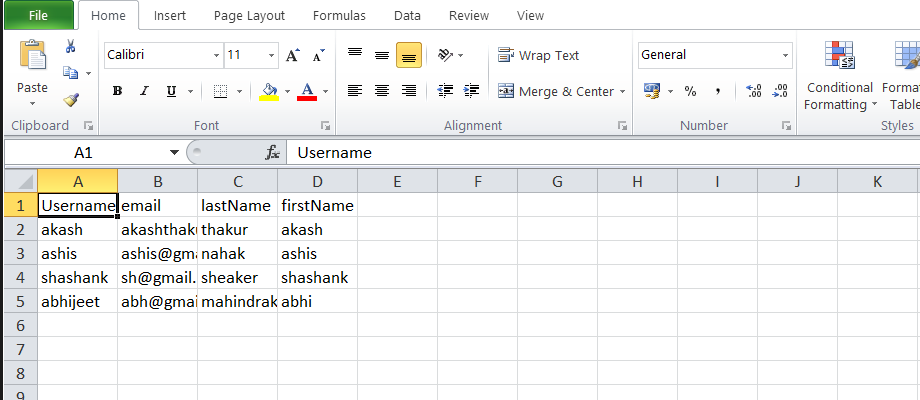 File Home Insert Page Layout Formulas Data Review View
Calibri 11 A A Wrap Text General
Paste B I U A Merge & Center % , .00 .0 Conditional Formatting
Clipboard Font Alignment Number Styles
A1 fx Username
A B C D E F G H I J K
1 Username email lastName firstName
2 akash akashthak thakur akash
3 ashis ashis@gma nahak ashis
4 shashank sh@gmail. sheaker shashank
5 abhijeet abh@gmai mahindrak abhi
6
7
8
9